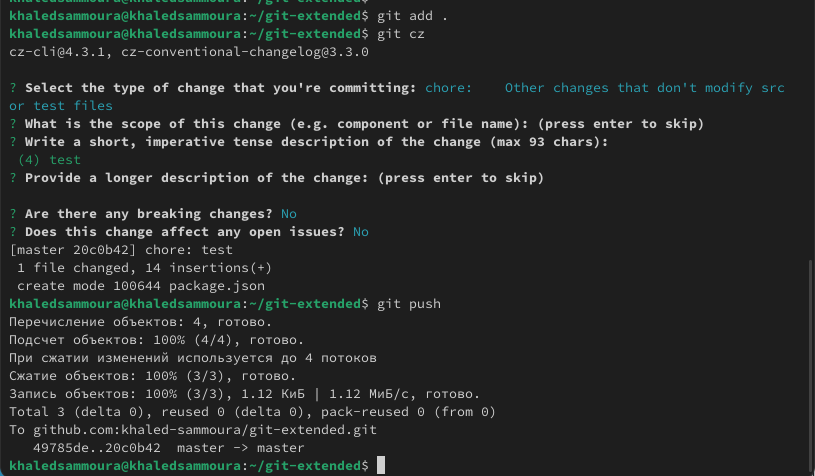 khaledsammoura@khaledsammoura:~/git-extended$ git add .
khaledsammoura@khaledsammoura:~/git-extended$ git cz
cz-cli@4.3.1, cz-conventional-changelog@3.3.0
? Select the type of change that you're committing: chore:    Other changes that don't modify src
or test files
? What is the scope of this change (e.g. component or file name): (press enter to skip)
? Write a short, imperative tense description of the change (max 93 chars):
 (4) test
? Provide a longer description of the change: (press enter to skip)
? Are there any breaking changes? No
? Does this change affect any open issues? No
[master 20c0b42] chore: test
 1 file changed, 14 insertions(+)
 create mode 100644 package.json
khaledsammoura@khaledsammoura:~/git-extended$ git push
Перечисление объектов: 4, готово.
Подсчет объектов: 100% (4/4), готово.
При сжатии изменений используется до 4 потоков
Сжатие объектов: 100% (3/3), готово.
Запись объектов: 100% (3/3), 1.12 КиБ | 1.12 МиБ/с, готово.
Total 3 (delta 0), reused 0 (delta 0), pack-reused 0 (from 0)
To github.com:khaled-sammoura/git-extended.git
   49785de..20c0b42  master -> master
khaledsammoura@khaledsammoura:~/git-extended$